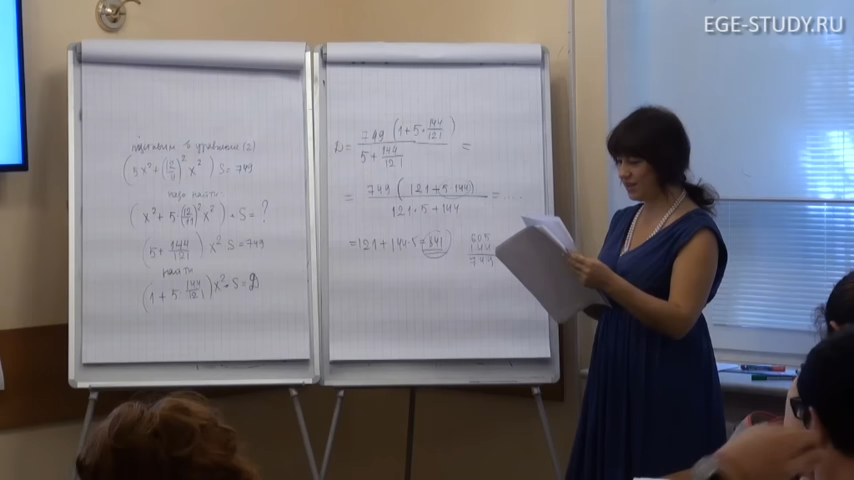 EGE-STUDY.RU
подставим в уравнение (2)
(5x² + (12/11)² x²) S = 749
надо найти:
(x² + 5·(12/11)² x²) · S = ?
(5 + 144/121) x² S = 749
найти
(1 + 5·144/121) x² · S = D
D = 749 (1 + 5·144/121) / 5 + 144/121 =
= 749 (121 + 5·144) / 121·5 + 144 = ....
= 121 + 144·5 = 841
605
144
749